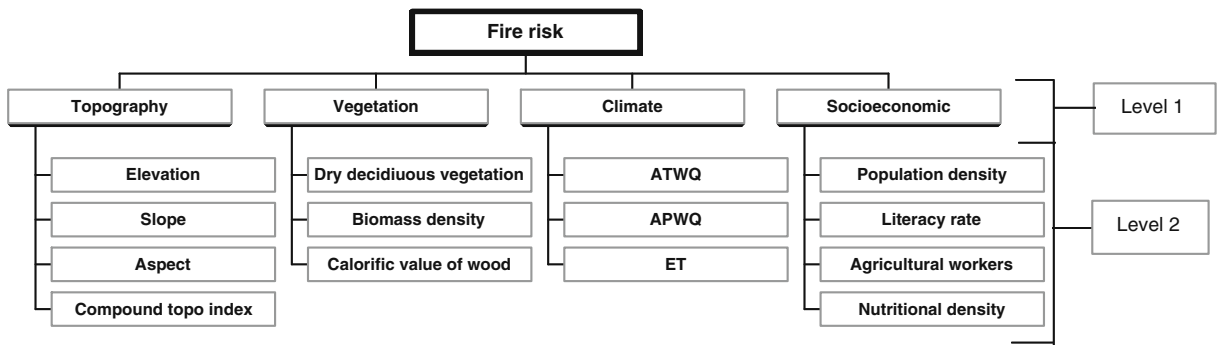 Fire risk
Topography
Vegetation
Climate
Socioeconomic
Level 1
Elevation
Slope
Aspect
Compound topo index
Dry decidiuous vegetation
Biomass density
Calorific value of wood
ATWQ
APWQ
ET
Population density
Literacy rate
Agricultural workers
Nutritional density
Level 2